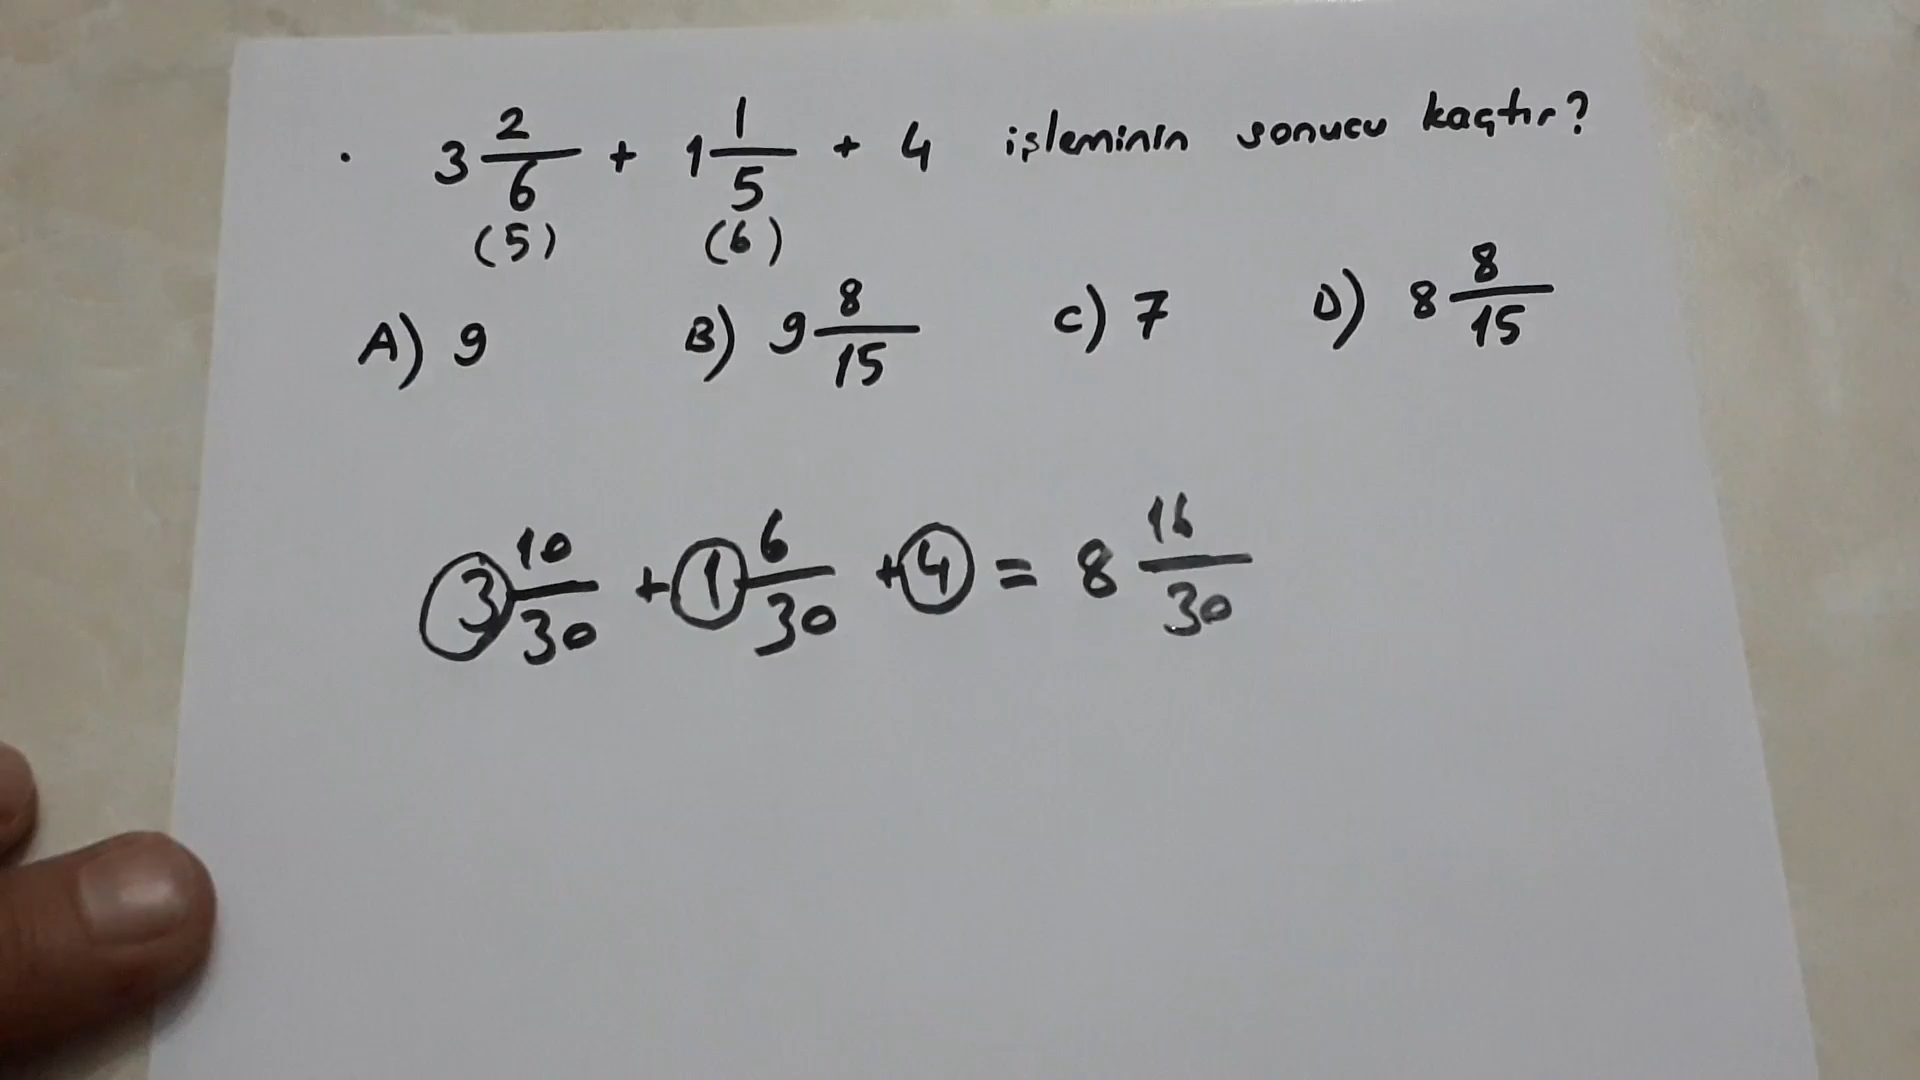 . 3 2/6 + 1 1/5 + 4 işleminin sonucu kaçtır?
(5) (6)
A) 9 B) 9 8/15 C) 7 D) 8 8/15
3 10/30 + 1 6/30 + 4 = 8 16/30